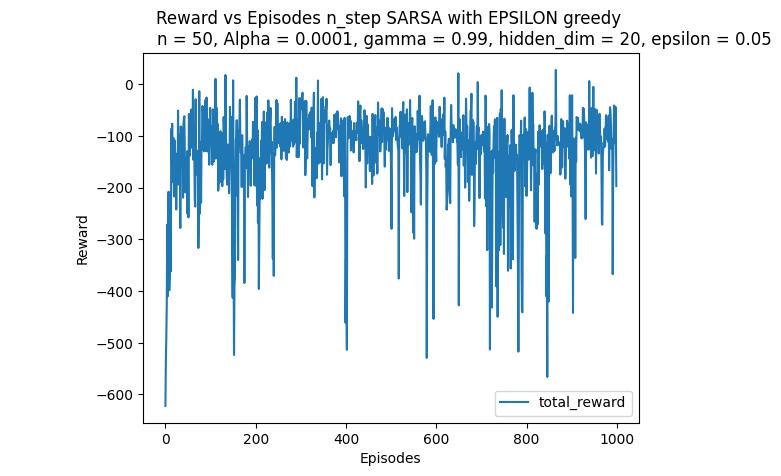 Reward vs Episodes n_step SARSA with EPSILON greedy
n = 50, Alpha = 0.0001, gamma = 0.99, hidden_dim = 20, epsilon = 0.05
0
−100
−200
−300
−400
−500
−600
Reward
total_reward
0 200 400 600 800 1000
Episodes